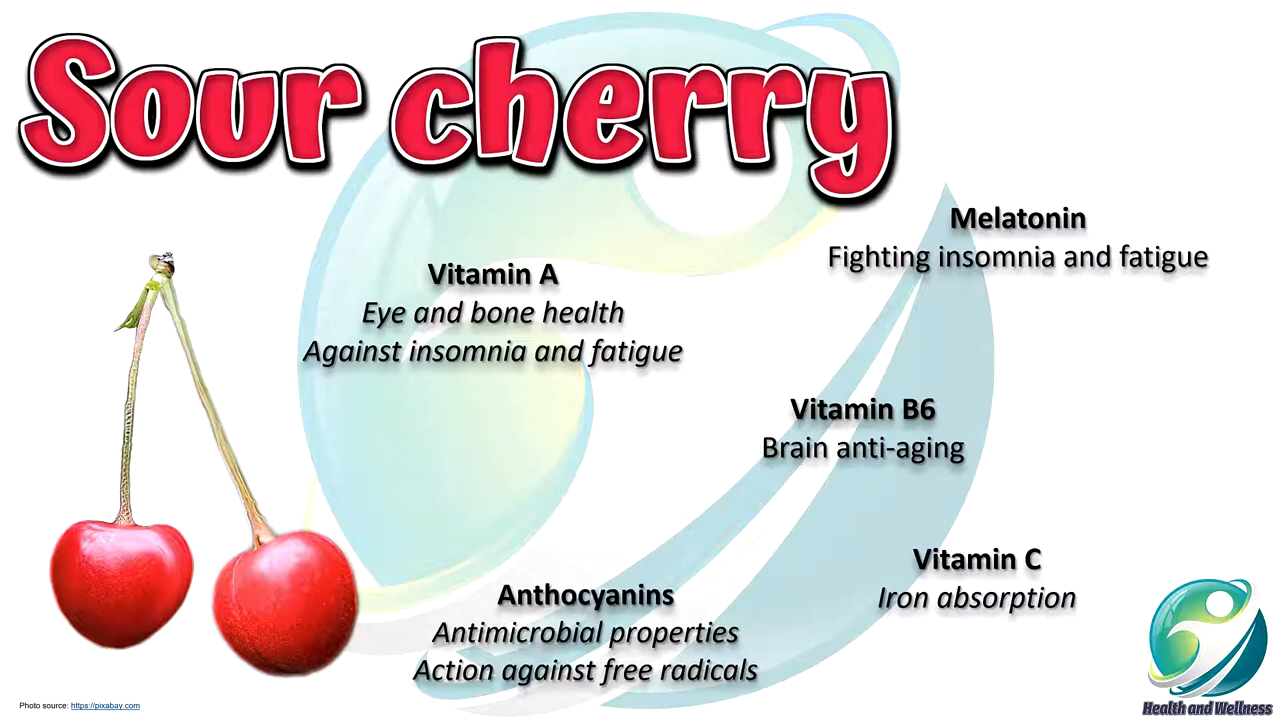 Sour cherry
Melatonin
Fighting insomnia and fatigue
Vitamin A
Eye and bone health
Against insomnia and fatigue
Vitamin B6
Brain anti-aging
Vitamin C
Iron absorption
Anthocyanins
Antimicrobial properties
Action against free radicals
Photo source: https://pixabay.com
Health and Wellness